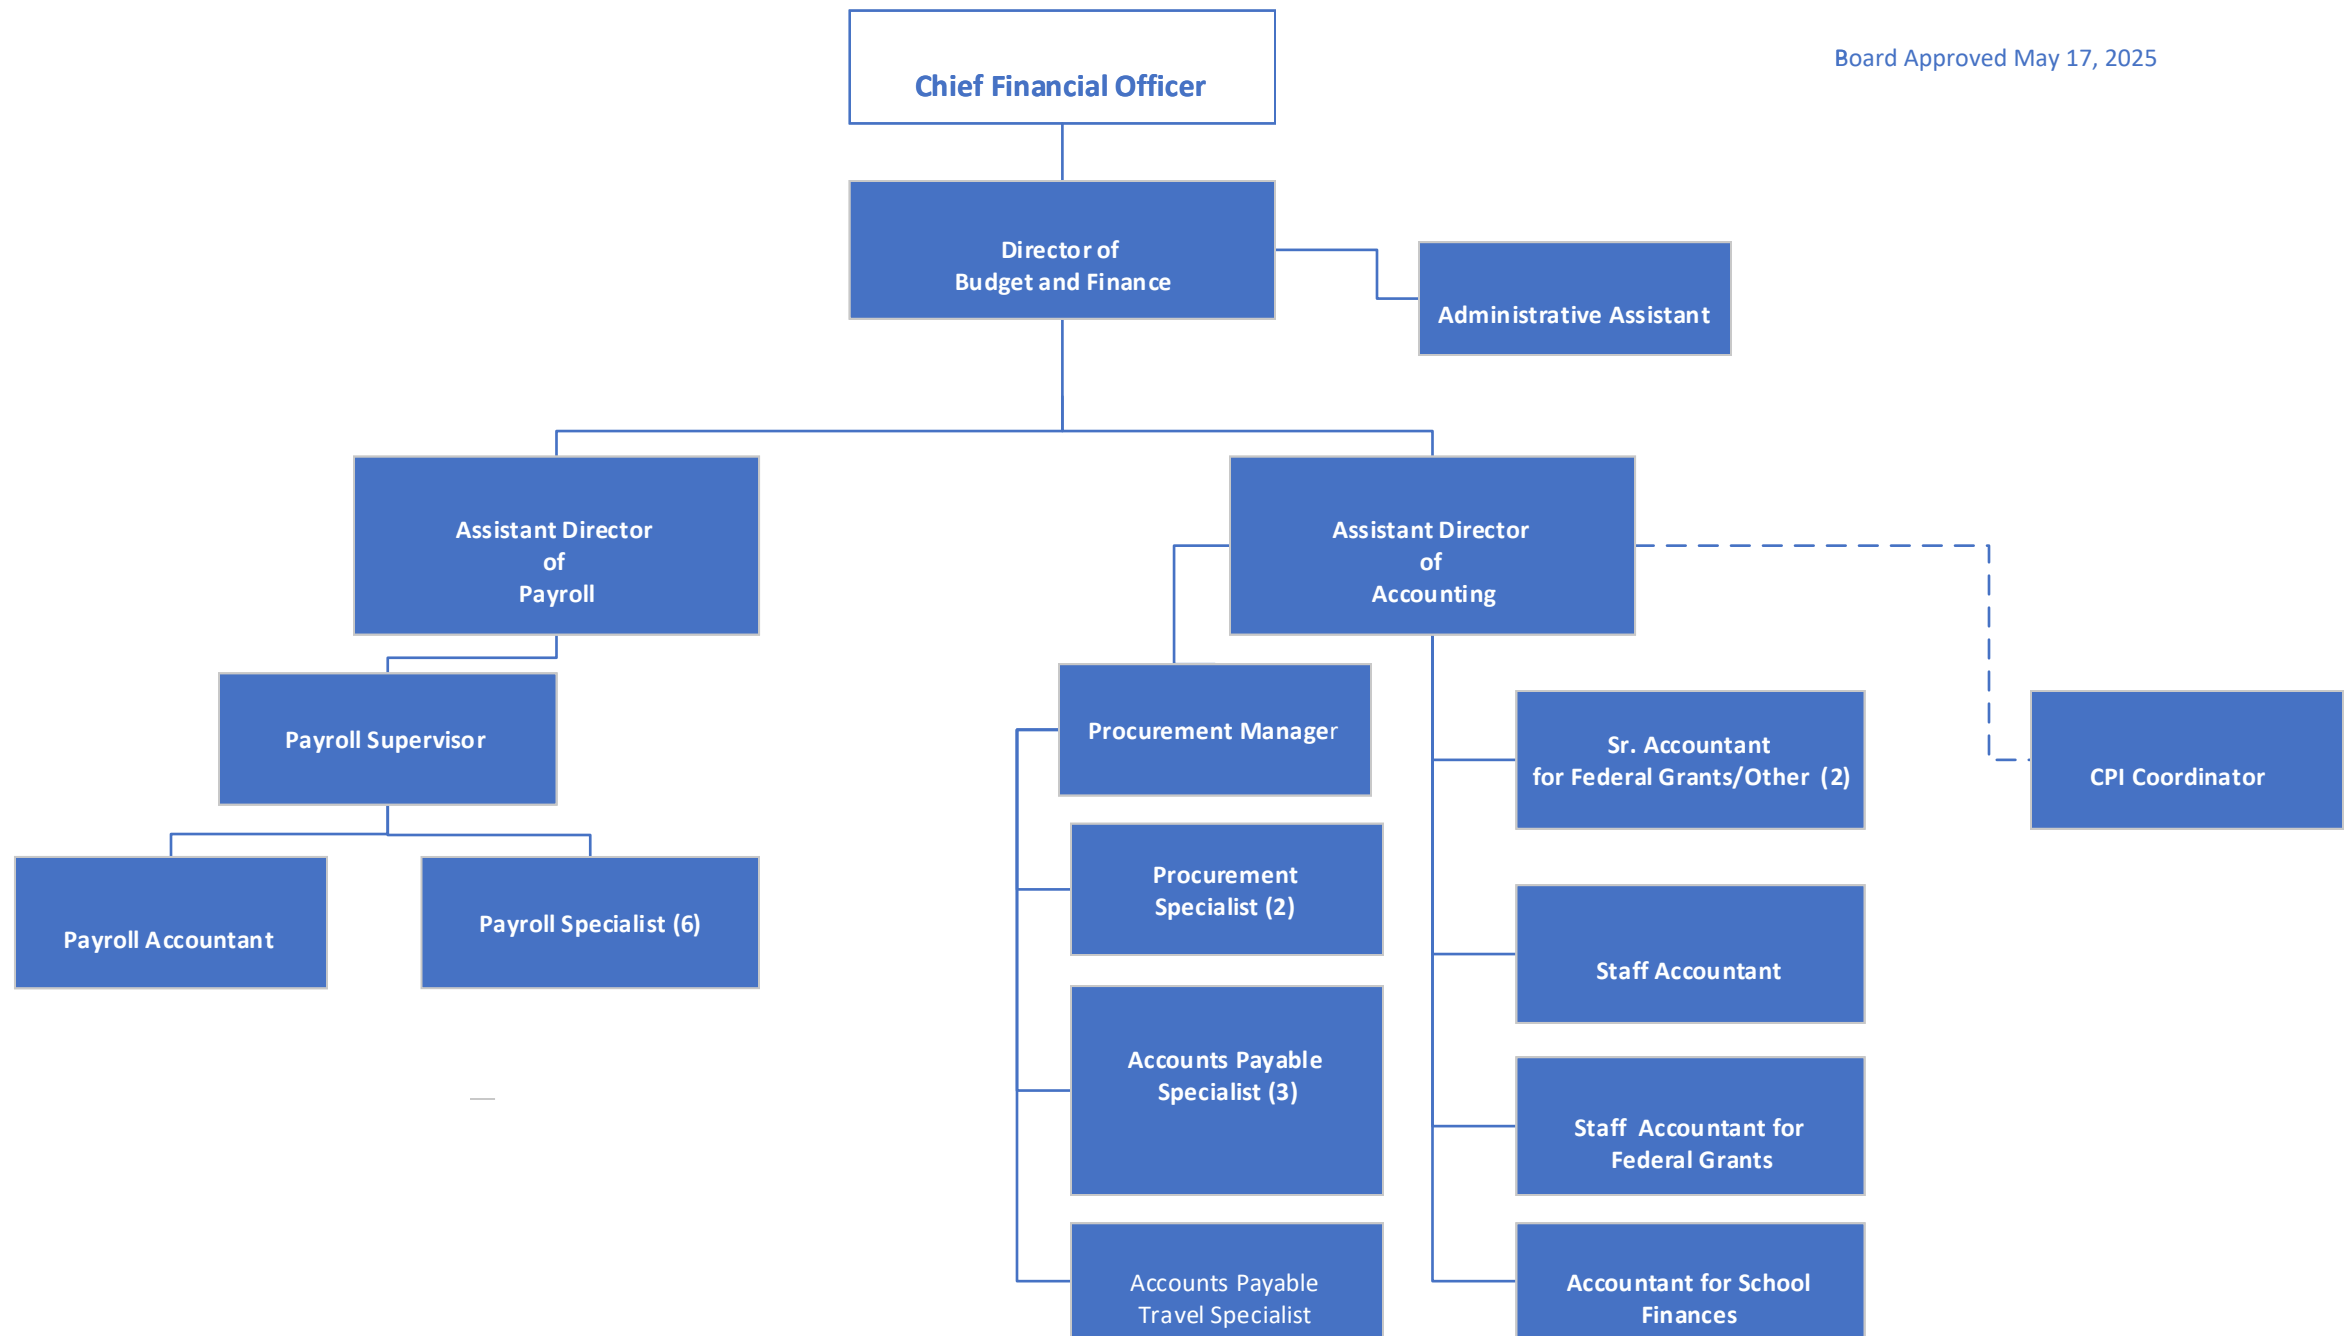 Board Approved May 17, 2025
Chief Financial Officer
Director of
Budget and Finance
Administrative Assistant
Assistant Director
of
Payroll
Assistant Director
of
Accounting
Payroll Supervisor
Procurement Manager
Sr. Accountant
for Federal Grants/Other (2)
CPI Coordinator
Payroll Accountant
Payroll Specialist (6)
Procurement
Specialist (2)
Staff Accountant
Accounts Payable
Specialist (3)
Staff Accountant for
Federal Grants
Accounts Payable
Travel Specialist
Accountant for School
Finances